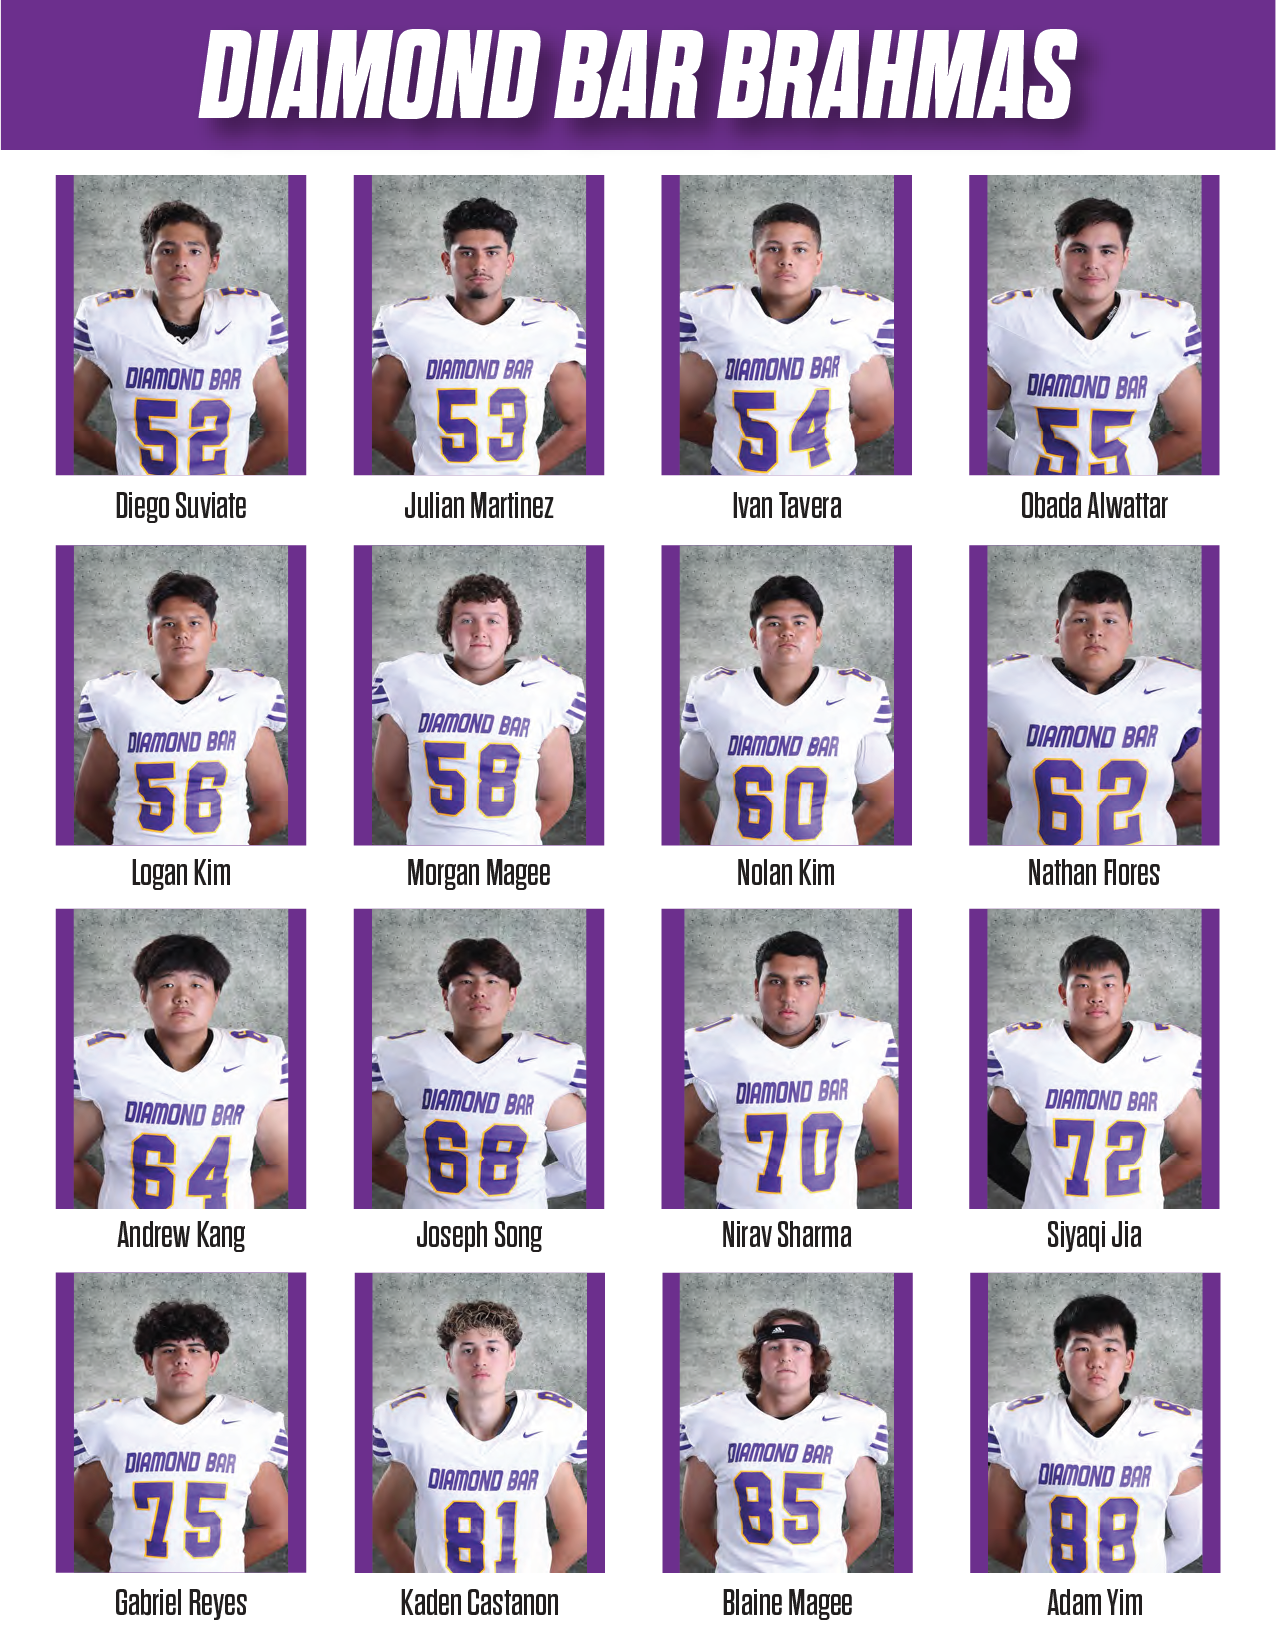 DIAMOND BAR BRAHMAS
DIAMOND BAR
52
DIAMOND BAR
53
DIAMOND BAR
54
DIAMOND BAR
55
Diego Suviate
Julian Martinez
Ivan Tavera
Obada Alwattar
DIAMOND BAR
56
DIAMOND BAR
58
DIAMOND BAR
60
DIAMOND BAR
62
Logan Kim
Morgan Magee
Nolan Kim
Nathan Flores
DIAMOND BAR
64
DIAMOND BAR
68
DIAMOND BAR
70
DIAMOND BAR
72
Andrew Kang
Joseph Song
Nirav Sharma
Siyaqi Jia
DIAMOND BAR
75
DIAMOND BAR
81
DIAMOND BAR
85
DIAMOND BAR
88
Gabriel Reyes
Kaden Castanon
Blaine Magee
Adam Yim